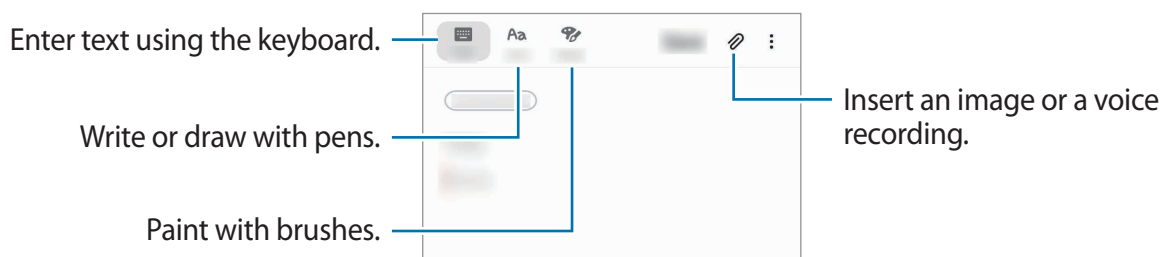 Enter text using the keyboard.
Aa
Write or draw with pens.
Insert an image or a voice
recording.
Paint with brushes.